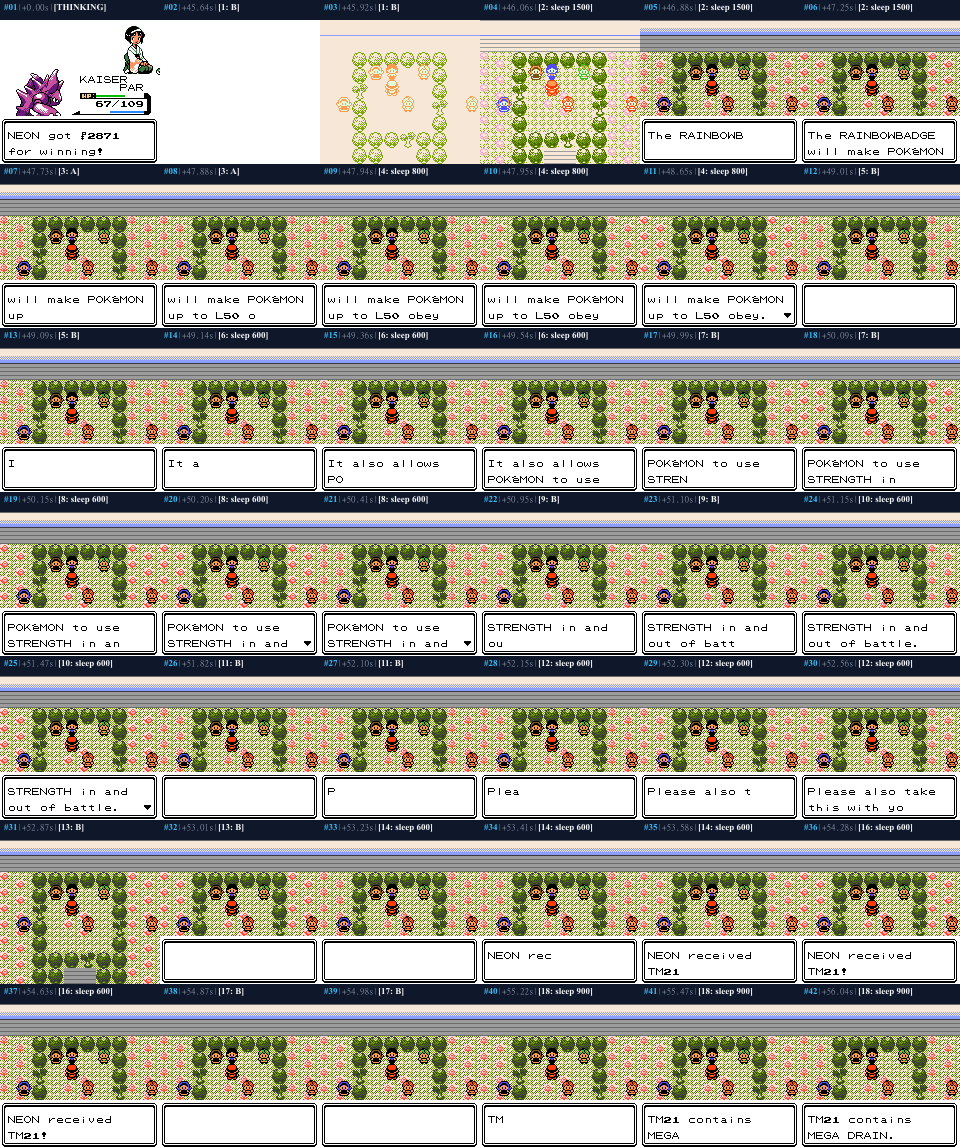 #01 | +0.00s | [THINKING]
#02 | +45.64s | [1: B]
#03 | +45.92s | [1: B]
#04 | +46.06s | [2: sleep 1500]
#05 | +46.88s | [2: sleep 1500]
#06 | +47.25s | [2: sleep 1500]
KAISER
PAR
HP:
67/109
NEON got ₽2871
for winning!
The RAINBOWB
The RAINBOWBADGE
will make POKéMON
#07 | +47.73s | [3: A]
#08 | +47.88s | [3: A]
#09 | +47.94s | [4: sleep 800]
#10 | +47.95s | [4: sleep 800]
#11 | +48.65s | [4: sleep 800]
#12 | +49.01s | [5: B]
will make POKéMON
up
will make POKéMON
up to L50 o
will make POKéMON
up to L50 obey
will make POKéMON
up to L50 obey
will make POKéMON
up to L50 obey.
#13 | +49.09s | [5: B]
#14 | +49.14s | [6: sleep 600]
#15 | +49.36s | [6: sleep 600]
#16 | +49.54s | [6: sleep 600]
#17 | +49.99s | [7: B]
#18 | +50.09s | [7: B]
I
It a
It also allows
PO
It also allows
POKéMON to use
POKéMON to use
STREN
POKéMON to use
STRENGTH in
#19 | +50.15s | [8: sleep 600]
#20 | +50.20s | [8: sleep 600]
#21 | +50.41s | [8: sleep 600]
#22 | +50.95s | [9: B]
#23 | +51.10s | [9: B]
#24 | +51.15s | [10: sleep 600]
POKéMON to use
STRENGTH in an
POKéMON to use
STRENGTH in and
POKéMON to use
STRENGTH in and
STRENGTH in and
ou
STRENGTH in and
out of batt
STRENGTH in and
out of battle.
#25 | +51.47s | [10: sleep 600]
#26 | +51.82s | [11: B]
#27 | +52.10s | [11: B]
#28 | +52.15s | [12: sleep 600]
#29 | +52.30s | [12: sleep 600]
#30 | +52.56s | [12: sleep 600]
STRENGTH in and
out of battle.
P
Plea
Please also t
Please also take
this with yo
#31 | +52.87s | [13: B]
#32 | +53.01s | [13: B]
#33 | +53.23s | [14: sleep 600]
#34 | +53.41s | [14: sleep 600]
#35 | +53.58s | [14: sleep 600]
#36 | +54.28s | [16: sleep 600]
NEON rec
NEON received
TM21
NEON received
TM21!
#37 | +54.63s | [16: sleep 600]
#38 | +54.87s | [17: B]
#39 | +54.98s | [17: B]
#40 | +55.22s | [18: sleep 900]
#41 | +55.47s | [18: sleep 900]
#42 | +56.04s | [18: sleep 900]
NEON received
TM21!
TM
TM21 contains
MEGA
TM21 contains
MEGA DRAIN.